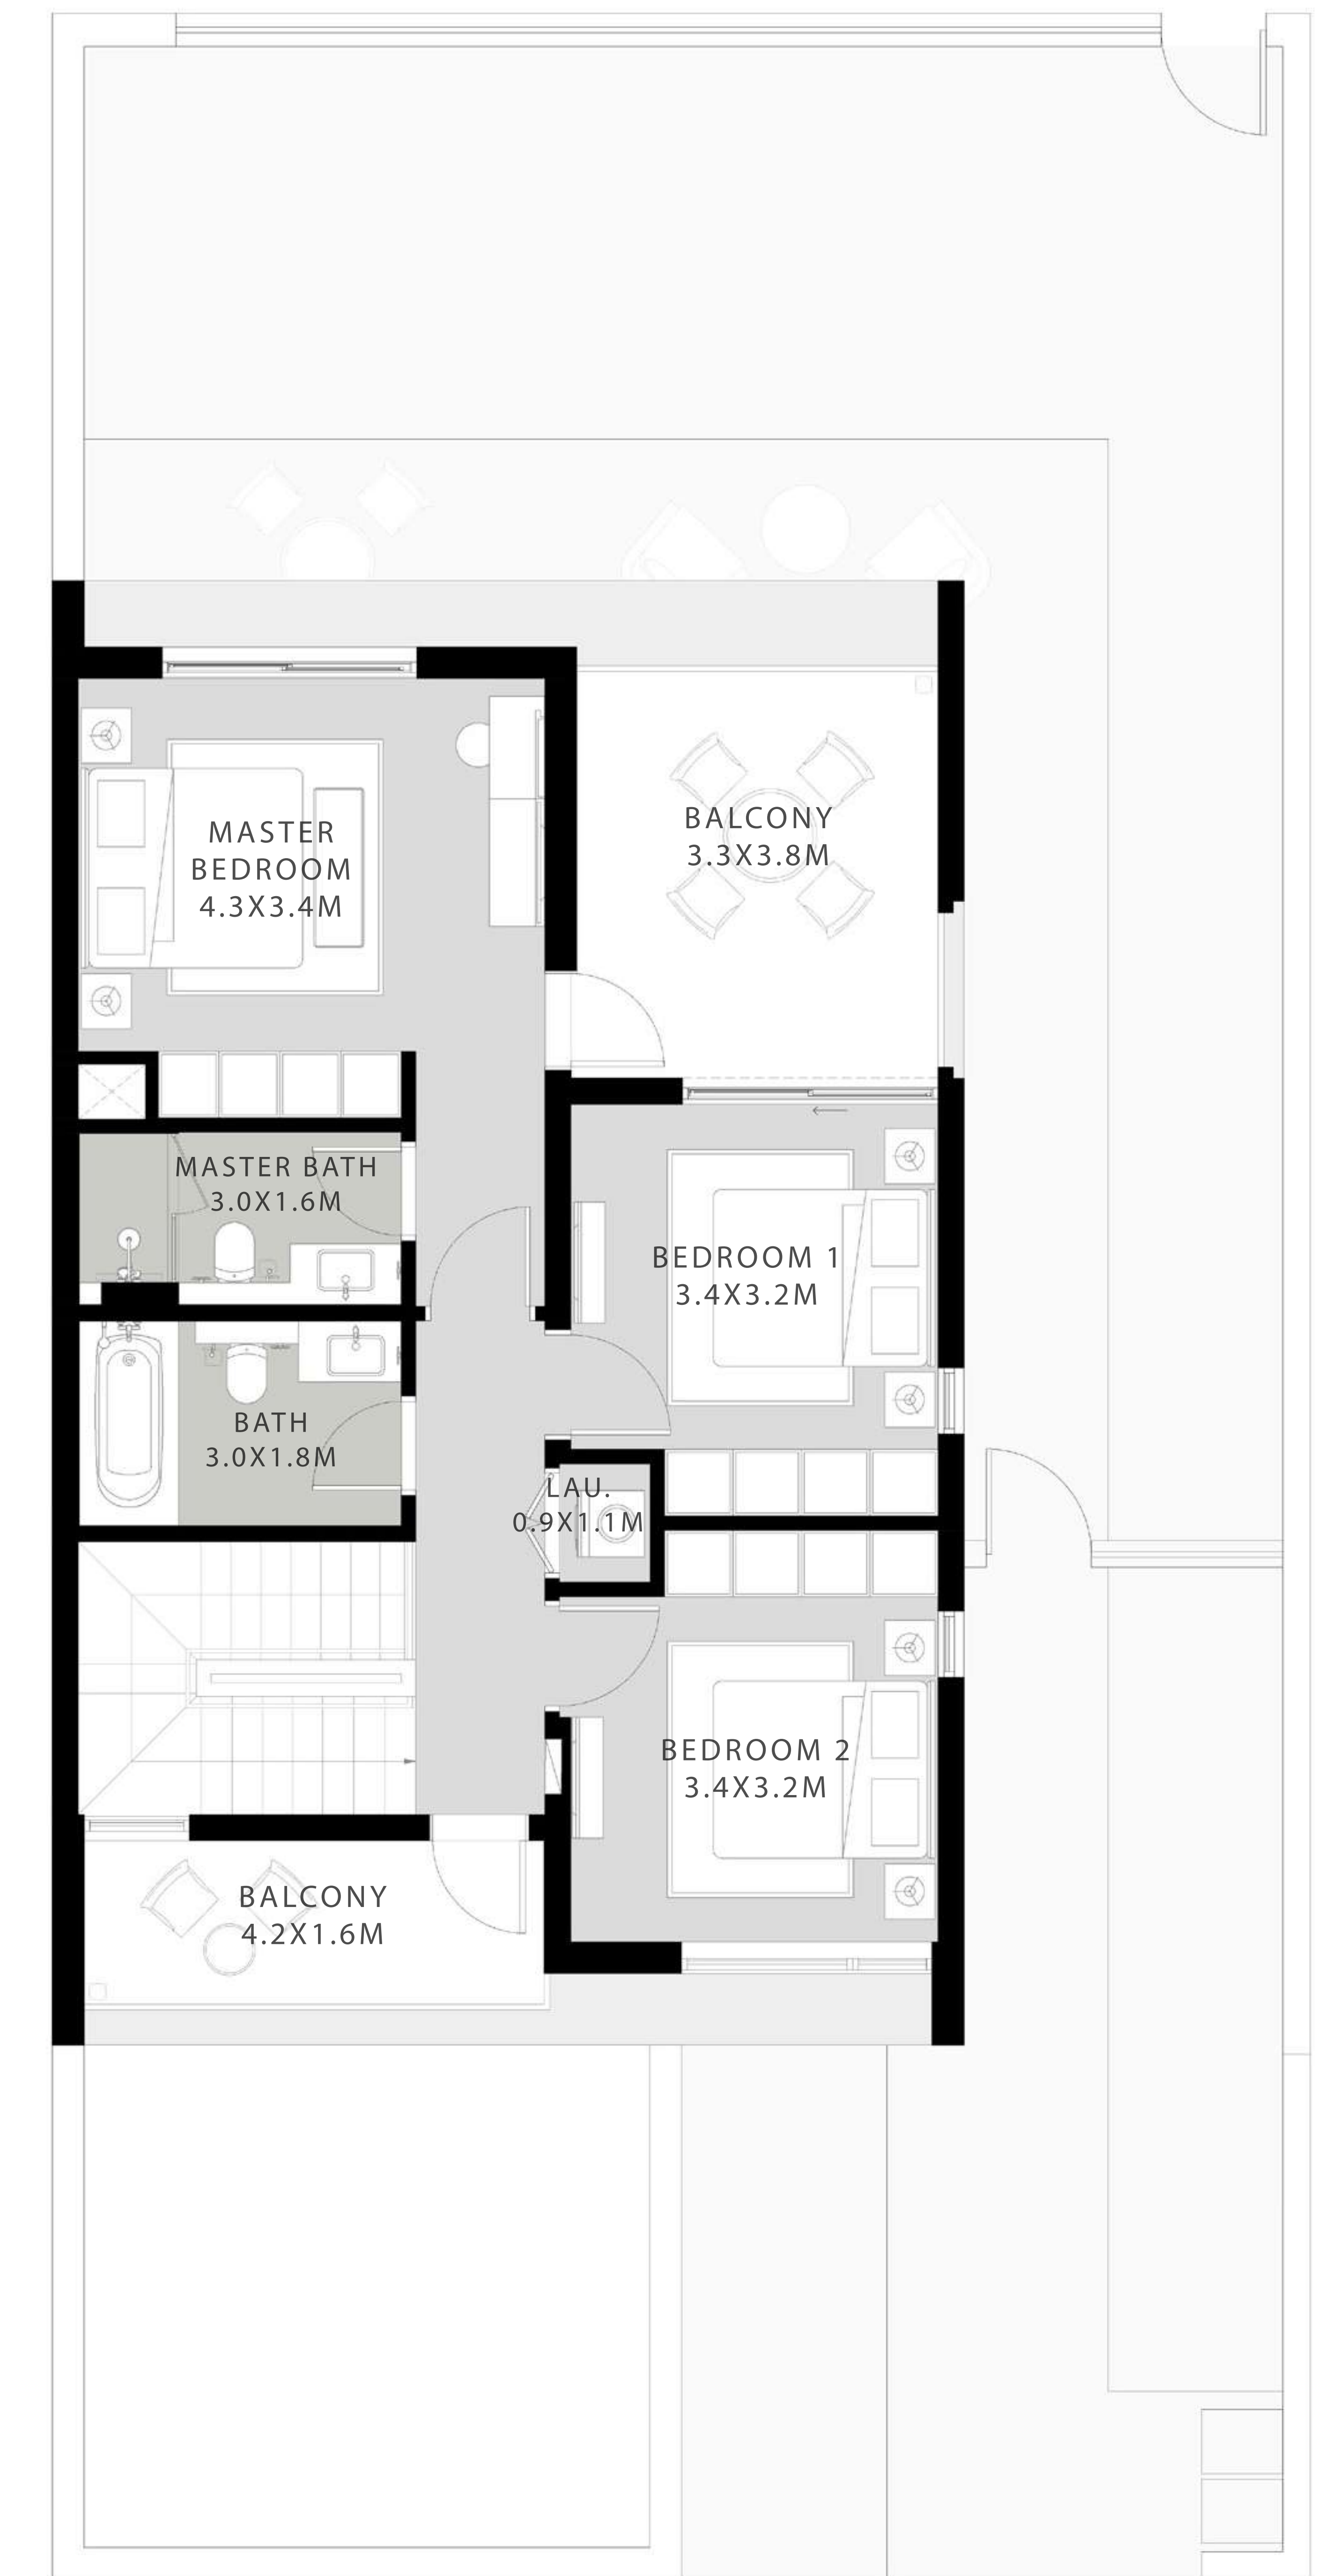 MASTER
BEDROOM
4.3X3.4M
BALCONY
3.3X3.8M
MASTER BATH
3.0X1.6M
BEDROOM 1
3.4X3.2M
BATH
3.0X1.8M
LAU.
0.9X1.1M
BEDROOM 2
3.4X3.2M
BALCONY
4.2X1.6M